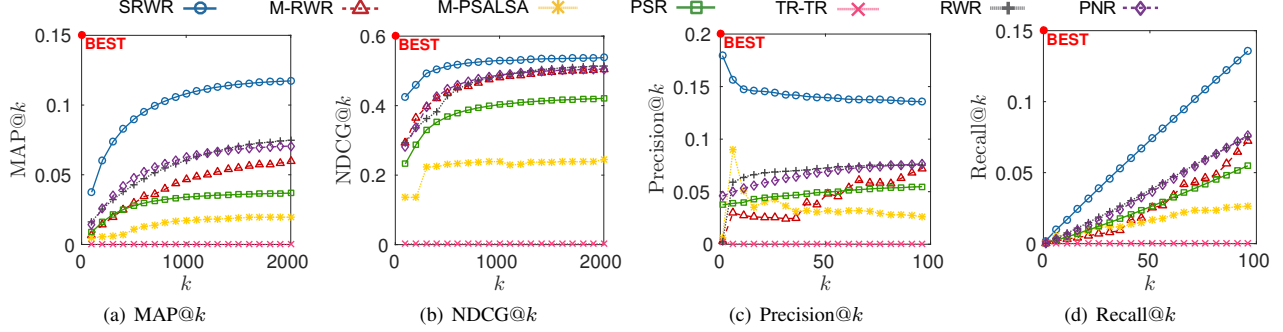 SRWR M-RWR M-PSALSA PSR TR-TR RWR PNR
BEST
0.15
0.1
0.05
0
MAP@k
0 1000 2000
k
(a) MAP@k
BEST
0.6
0.4
0.2
0
NDCG@k
0 1000 2000
k
(b) NDCG@k
BEST
0.2
0.15
0.1
0.05
0
Precision@k
0 50 100
k
(c) Precision@k
BEST
0.15
0.1
0.05
0
Recall@k
0 50 100
k
(d) Recall@k